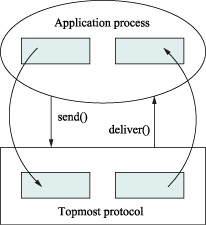 Application process
send()
deliver()
Topmost protocol